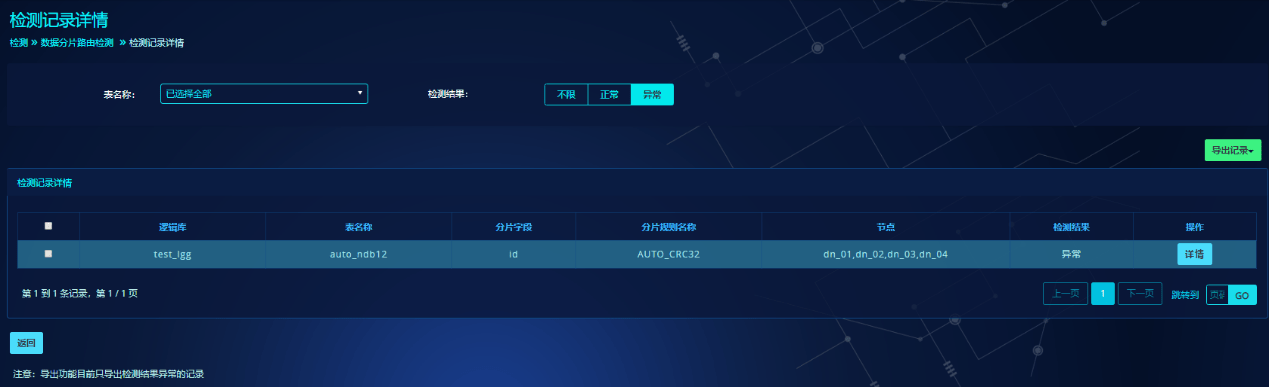 检测记录详情
检测 » 数据分片路由检测 » 检测记录详情
表名称: 已选择全部 检测结果: 不限 正常 异常
导出记录
检测记录详情
逻辑库 表名称 分片字段 分片规则名称 节点 检测结果 操作
test_lgg auto_ndb12 id AUTO_CRC32 dn_01,dn_02,dn_03,dn_04 异常 详情
第 1 到 1 条记录，第 1 / 1 页 上一页 1 下一页 跳转到 页码 GO
返回
注意：导出功能目前只导出检测结果异常的记录